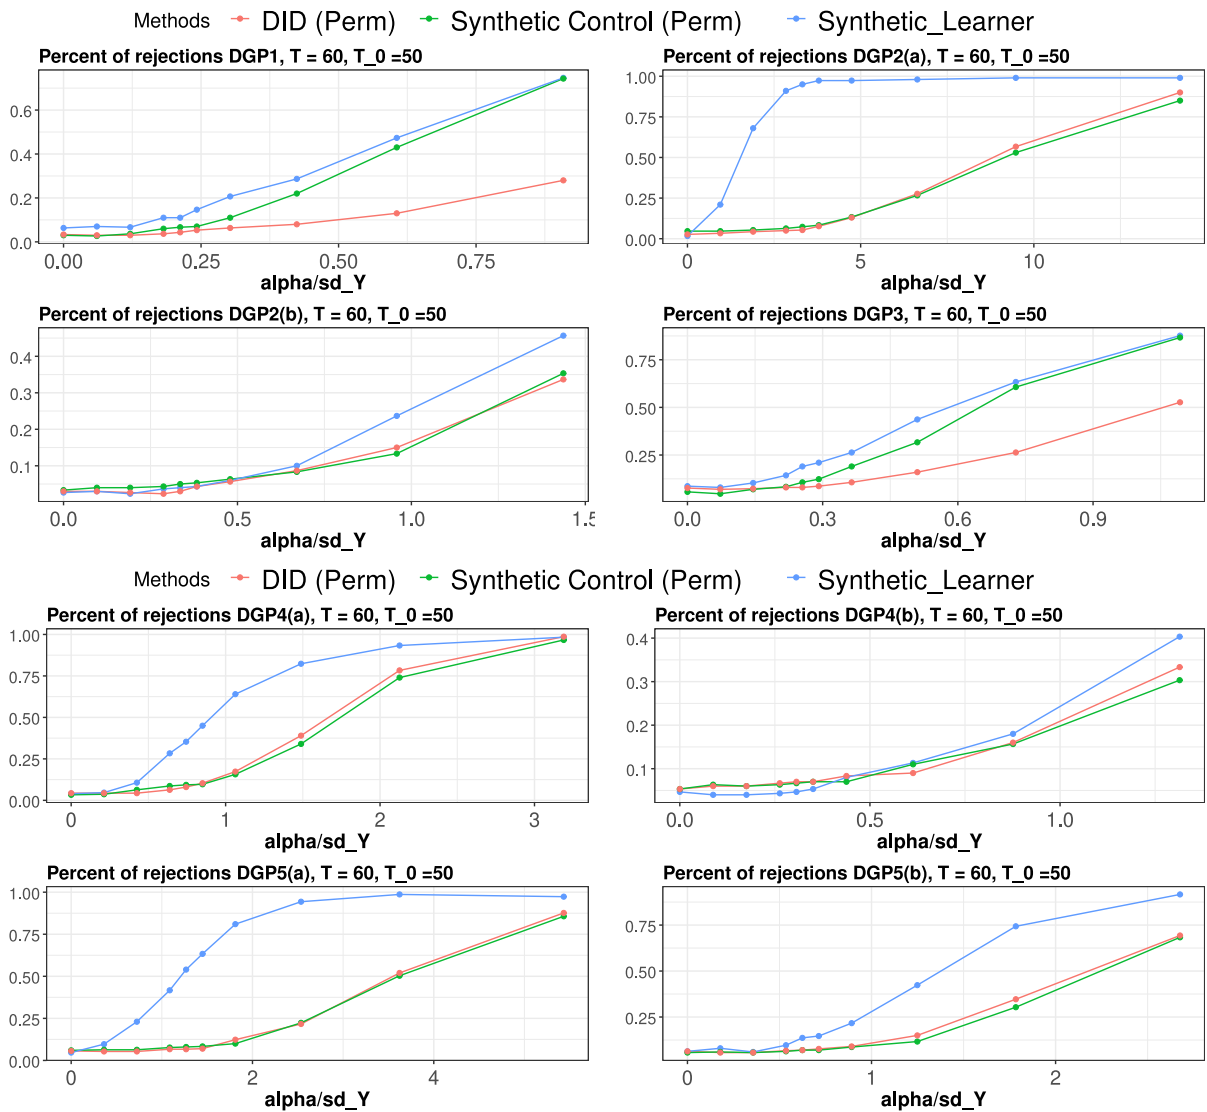 Methods DID (Perm) Synthetic Control (Perm) Synthetic_Learner
Percent of rejections DGP1, T = 60, T_0 =50
0.6
0.4
0.2
0.0
0.00 0.25 0.50 0.75
alpha/sd_Y
Percent of rejections DGP2(a), T = 60, T_0 =50
1.00
0.75
0.50
0.25
0.00
0 5 10
alpha/sd_Y
Percent of rejections DGP2(b), T = 60, T_0 =50
0.4
0.3
0.2
0.1
0.0 0.5 1.0 1.5
alpha/sd_Y
Percent of rejections DGP3, T = 60, T_0 =50
0.75
0.50
0.25
0.0 0.3 0.6 0.9
alpha/sd_Y
Methods DID (Perm) Synthetic Control (Perm) Synthetic_Learner
Percent of rejections DGP4(a), T = 60, T_0 =50
1.00
0.75
0.50
0.25
0.00
0 1 2 3
alpha/sd_Y
Percent of rejections DGP4(b), T = 60, T_0 =50
0.4
0.3
0.2
0.1
0.0 0.5 1.0
alpha/sd_Y
Percent of rejections DGP5(a), T = 60, T_0 =50
1.00
0.75
0.50
0.25
0.00
0 2 4
alpha/sd_Y
Percent of rejections DGP5(b), T = 60, T_0 =50
0.75
0.50
0.25
0 1 2
alpha/sd_Y